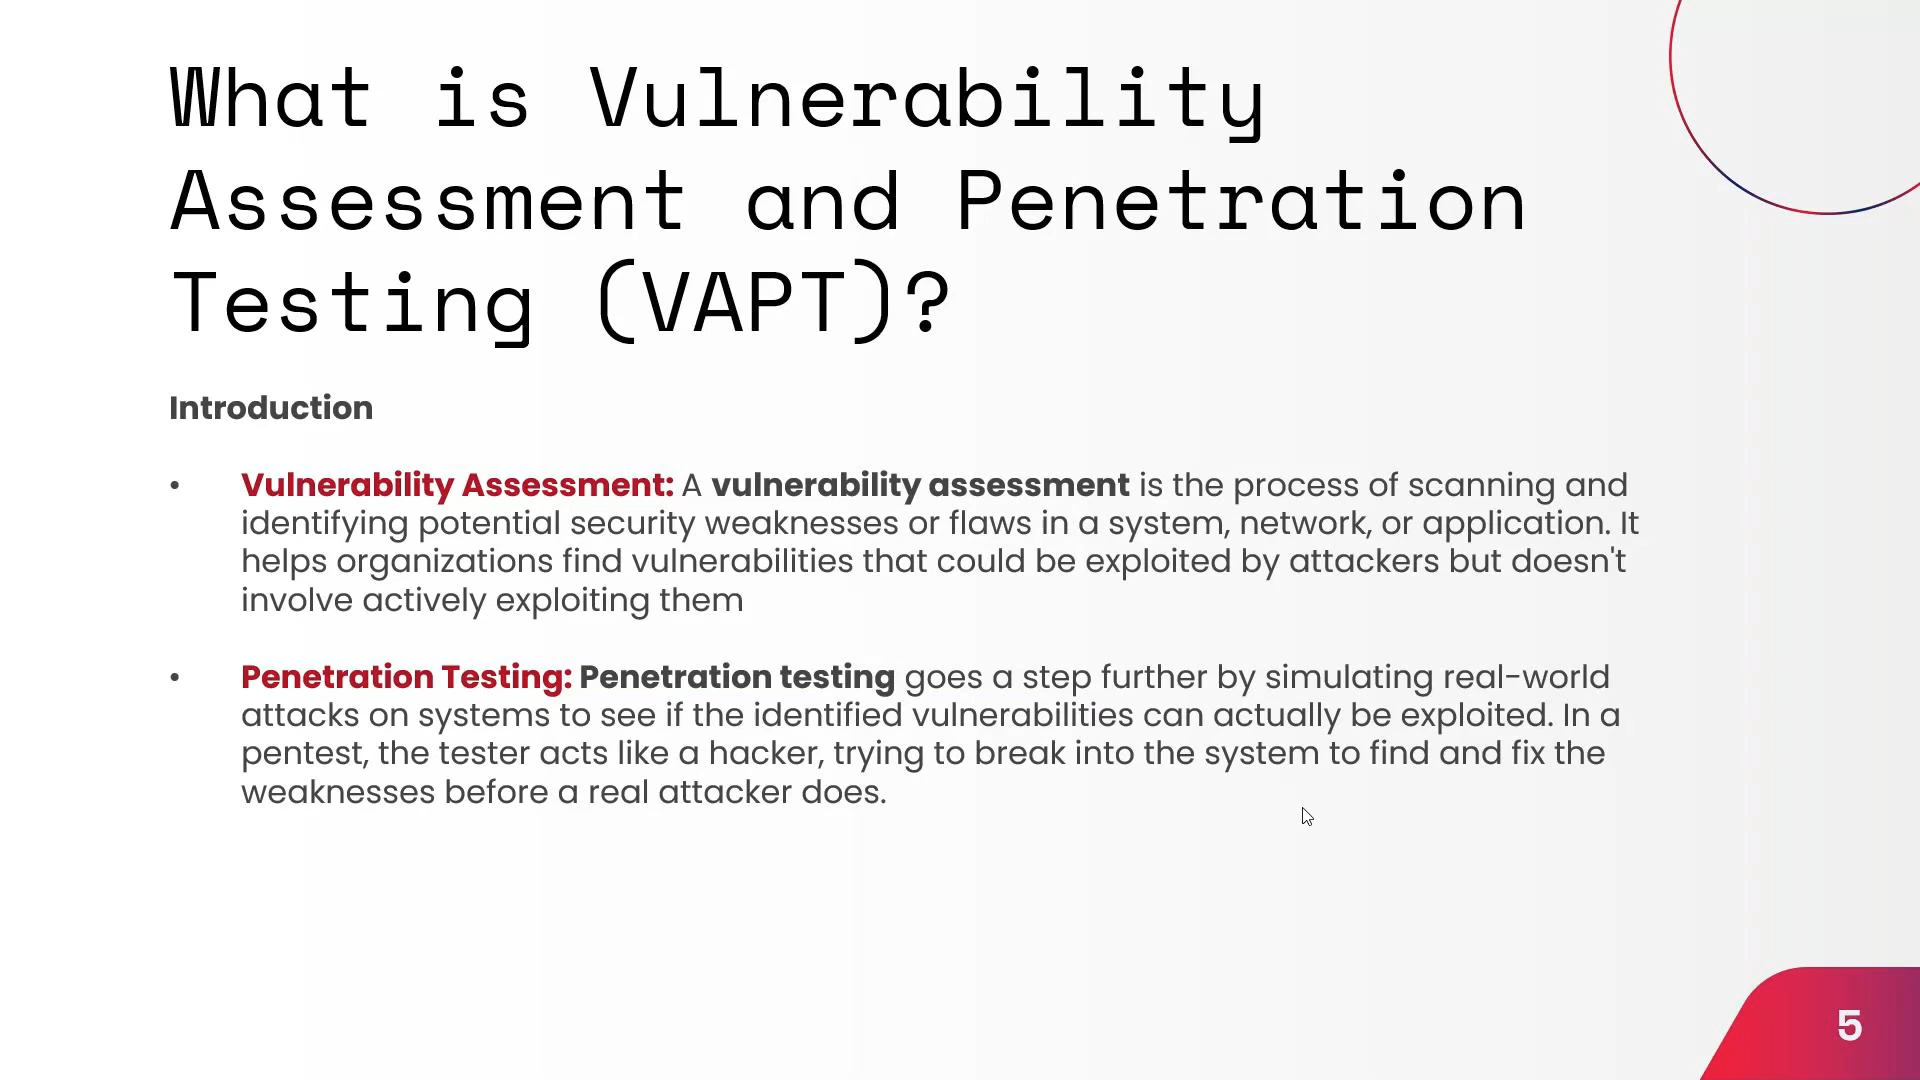 What is Vulnerability
Assessment and Penetration
Testing (VAPT)?
Introduction
• Vulnerability Assessment: A vulnerability assessment is the process of scanning and
identifying potential security weaknesses or flaws in a system, network, or application. It
helps organizations find vulnerabilities that could be exploited by attackers but doesn't
involve actively exploiting them
• Penetration Testing: Penetration testing goes a step further by simulating real-world
attacks on systems to see if the identified vulnerabilities can actually be exploited. In a
pentest, the tester acts like a hacker, trying to break into the system to find and fix the
weaknesses before a real attacker does.
5